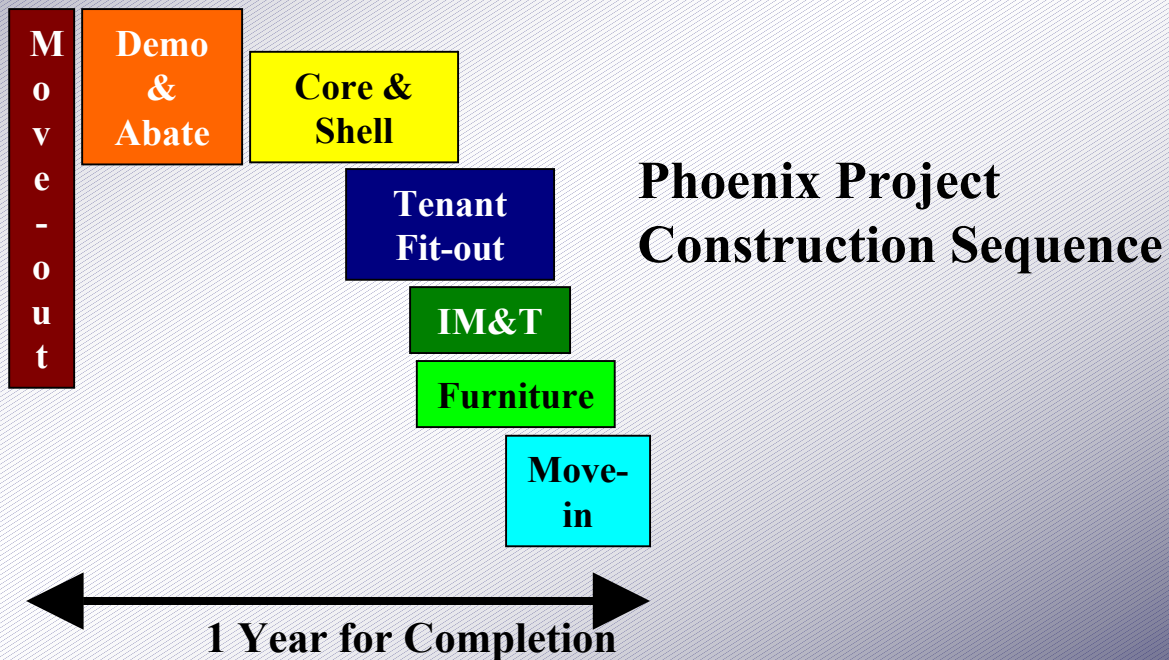 M
o
v
e
-
o
u
t
Demo
&
Abate
Core &
Shell
Tenant
Fit-out
IM&T
Furniture
Move-
in
Phoenix Project
Construction Sequence
1 Year for Completion